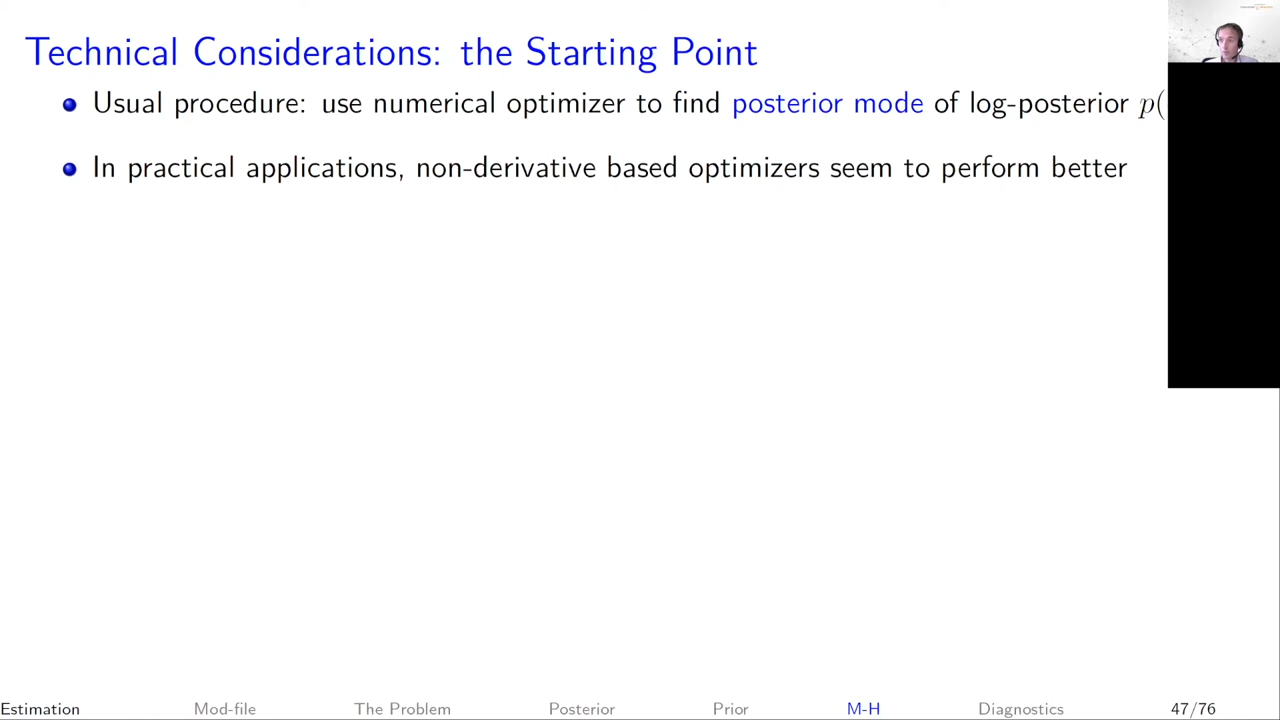 Technical Considerations: the Starting Point
Usual procedure: use numerical optimizer to find posterior mode of log-posterior p(
In practical applications, non-derivative based optimizers seem to perform better
Estimation Mod-file The Problem Posterior Prior M-H Diagnostics 47/76